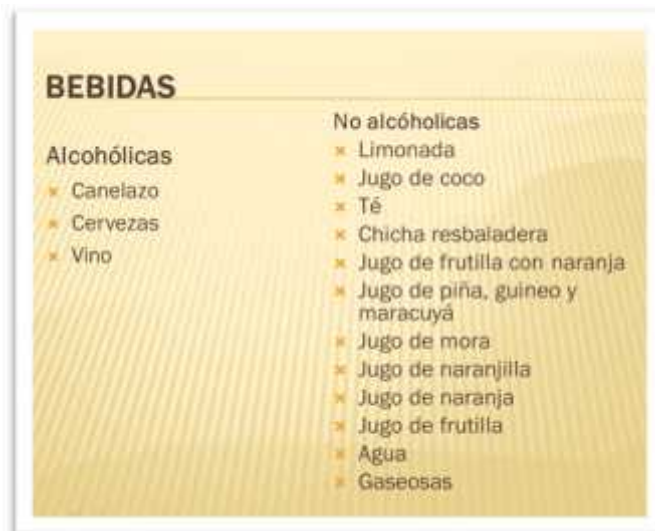 BEBIDAS
Alcohólicas
Canelazo
Cervezas
Vino
No alcóholicas
Limonada
Jugo de coco
Té
Chicha resbaladera
Jugo de frutilla con naranja
Jugo de piña, guineo y
maracuyá
Jugo de mora
Jugo de naranjilla
Jugo de naranja
Jugo de frutilla
Agua
Gaseosas